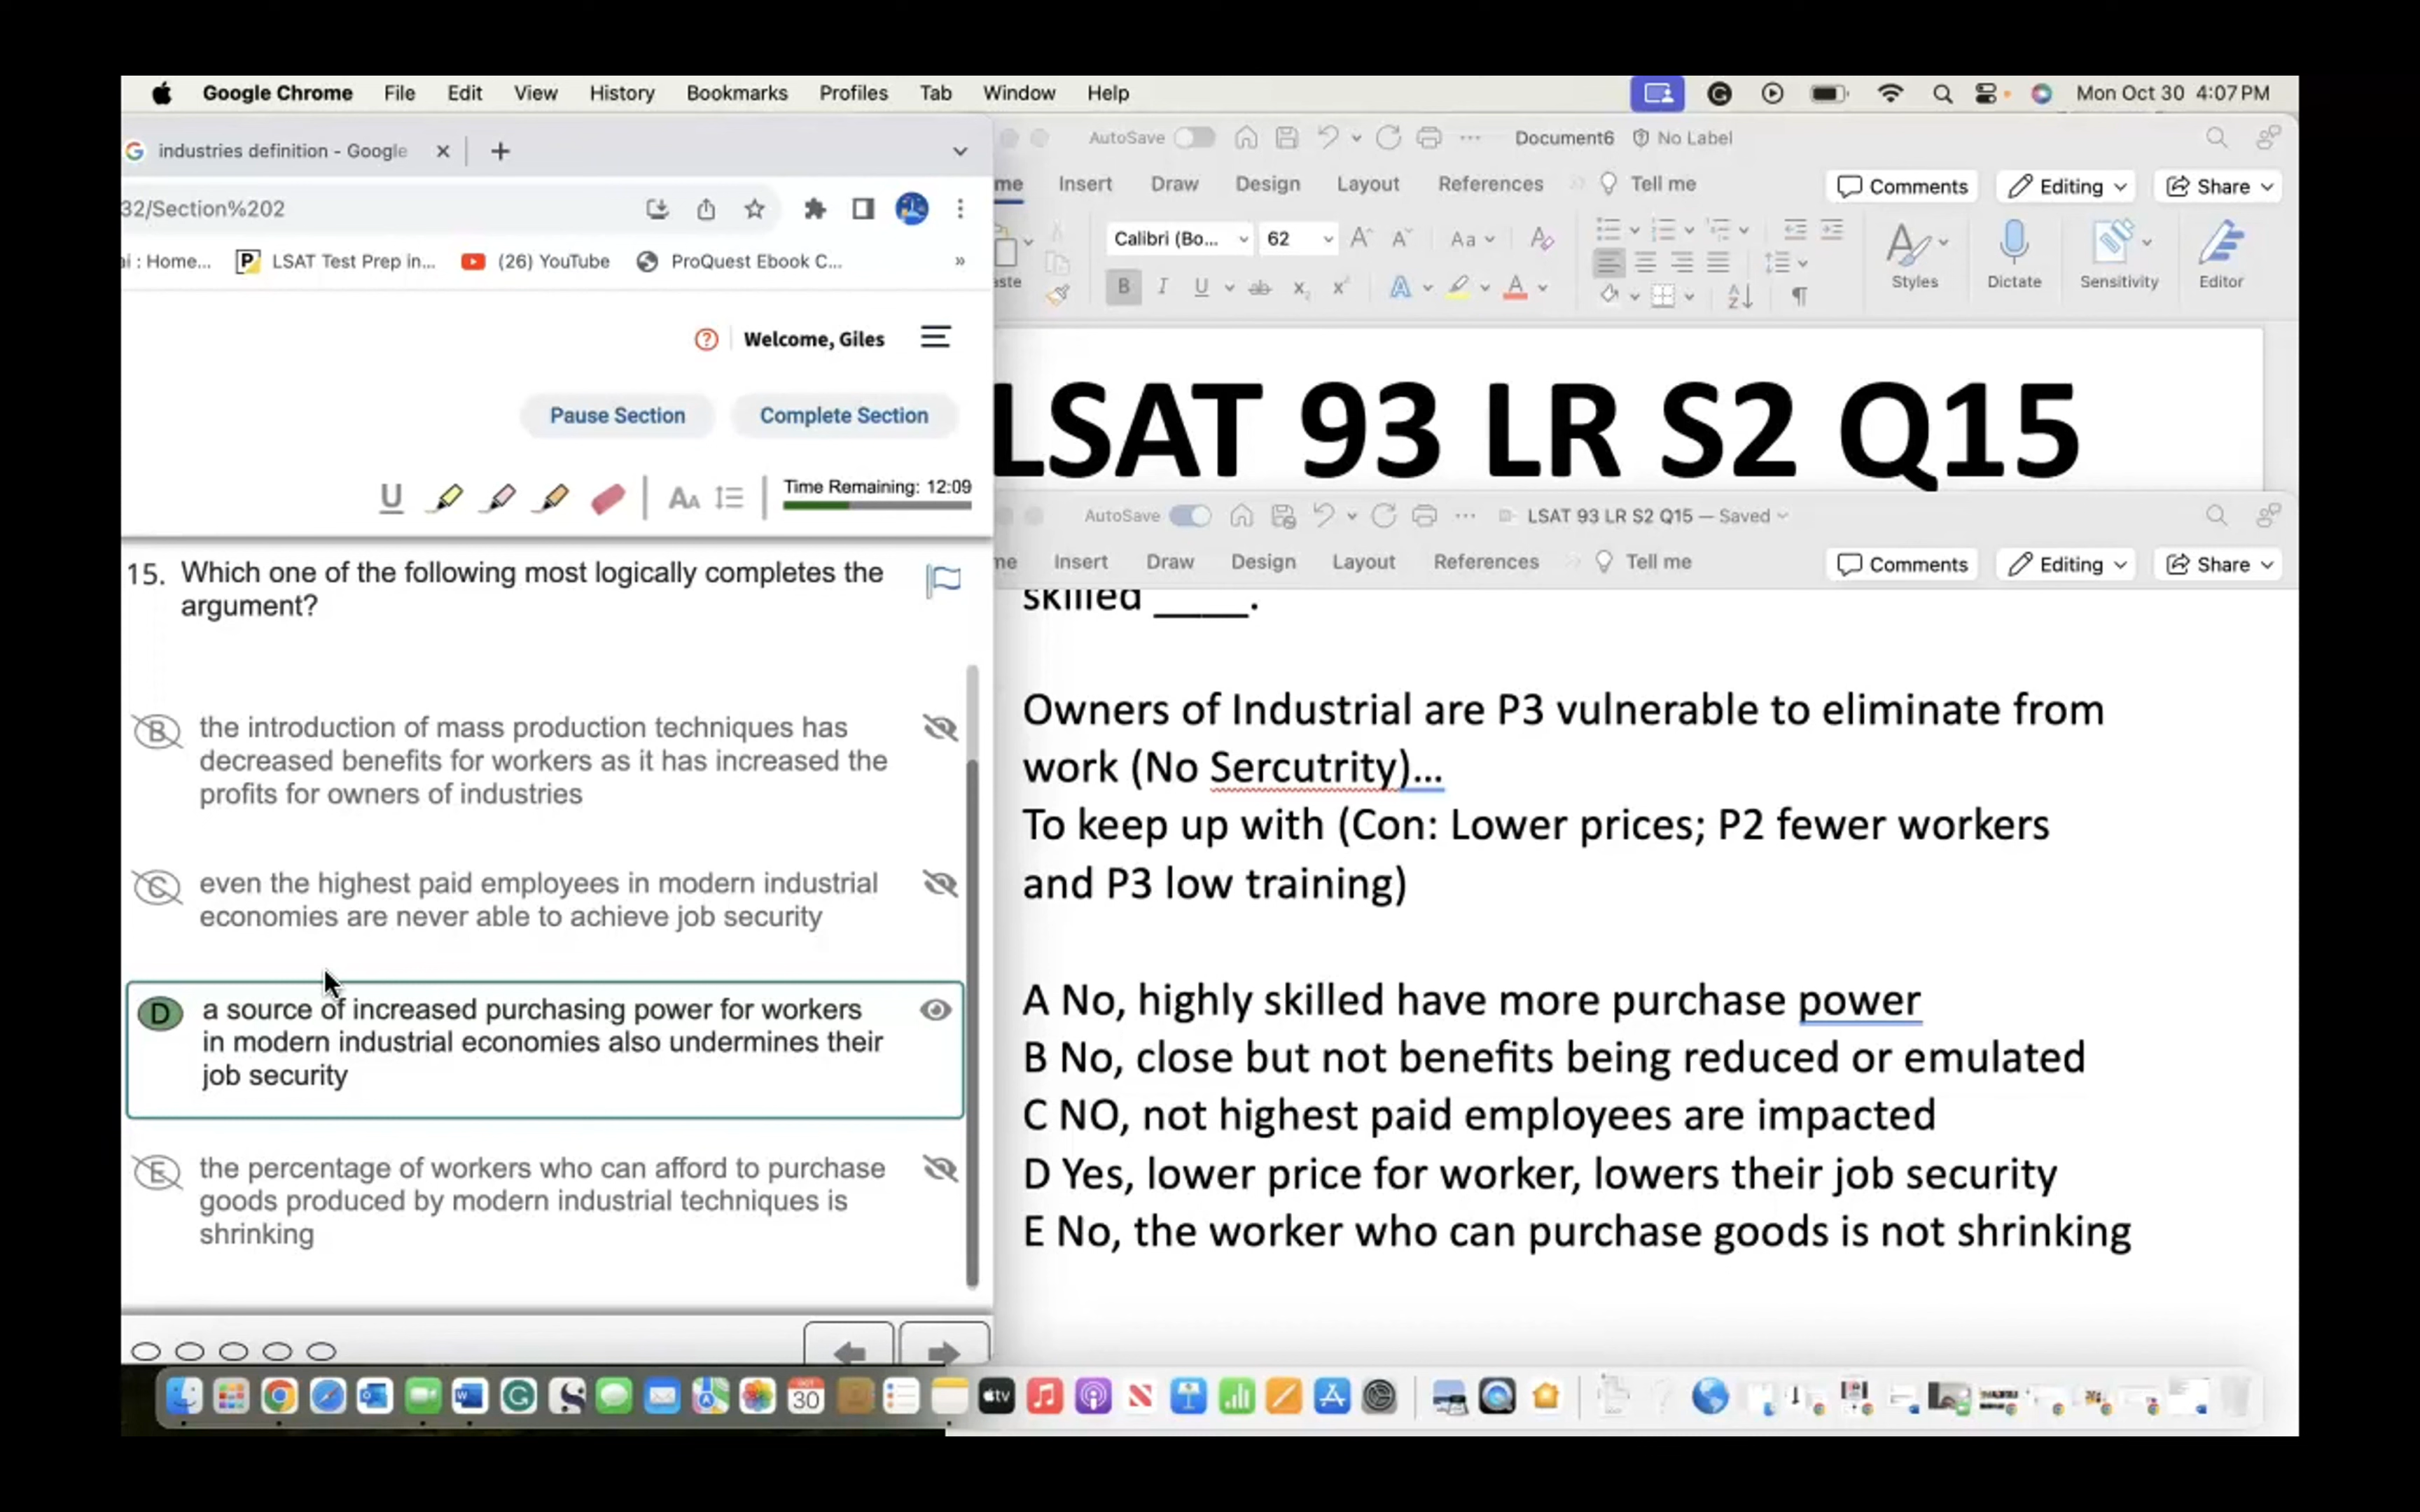 Google Chrome File Edit View History Bookmarks Profiles Tab Window Help Mon Oct 30 4:07 PM
industries definition - Google
32/Section%202
ai : Home... LSAT Test Prep in... (26) YouTube ProQuest Ebook C... »
Welcome, Giles
Pause Section Complete Section
Time Remaining: 12:09
15. Which one of the following most logically completes the
argument?
B the introduction of mass production techniques has
decreased benefits for workers as it has increased the
profits for owners of industries
C even the highest paid employees in modern industrial
economies are never able to achieve job security
D a source of increased purchasing power for workers
in modern industrial economies also undermines their
job security
E the percentage of workers who can afford to purchase
goods produced by modern industrial techniques is
shrinking
AutoSave Document6 No Label
me Insert Draw Design Layout References Tell me Comments Editing Share
Calibri (Bo... 62
aste Styles Dictate Sensitivity Editor
LSAT 93 LR S2 Q15
AutoSave LSAT 93 LR S2 Q15 — Saved
me Insert Draw Design Layout References Tell me Comments Editing Share
skilled ____.
Owners of Industrial are P3 vulnerable to eliminate from
work (No Sercutrity)...
To keep up with (Con: Lower prices; P2 fewer workers
and P3 low training)
A No, highly skilled have more purchase power
B No, close but not benefits being reduced or emulated
C NO, not highest paid employees are impacted
D Yes, lower price for worker, lowers their job security
E No, the worker who can purchase goods is not shrinking
OCT
30
tv